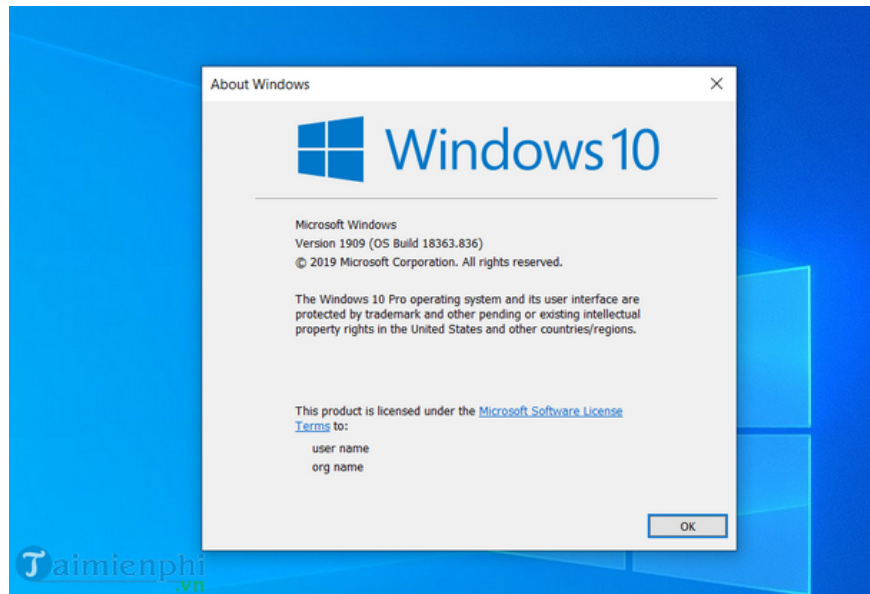 About Windows
Windows 10
Microsoft Windows
Version 1909 (OS Build 18363.836)
© 2019 Microsoft Corporation. All rights reserved.
The Windows 10 Pro operating system and its user interface are
protected by trademark and other pending or existing intellectual
property rights in the United States and other countries/regions.
This product is licensed under the Microsoft Software License
Terms to:
user name
org name
OK
Taimienphi
.vn